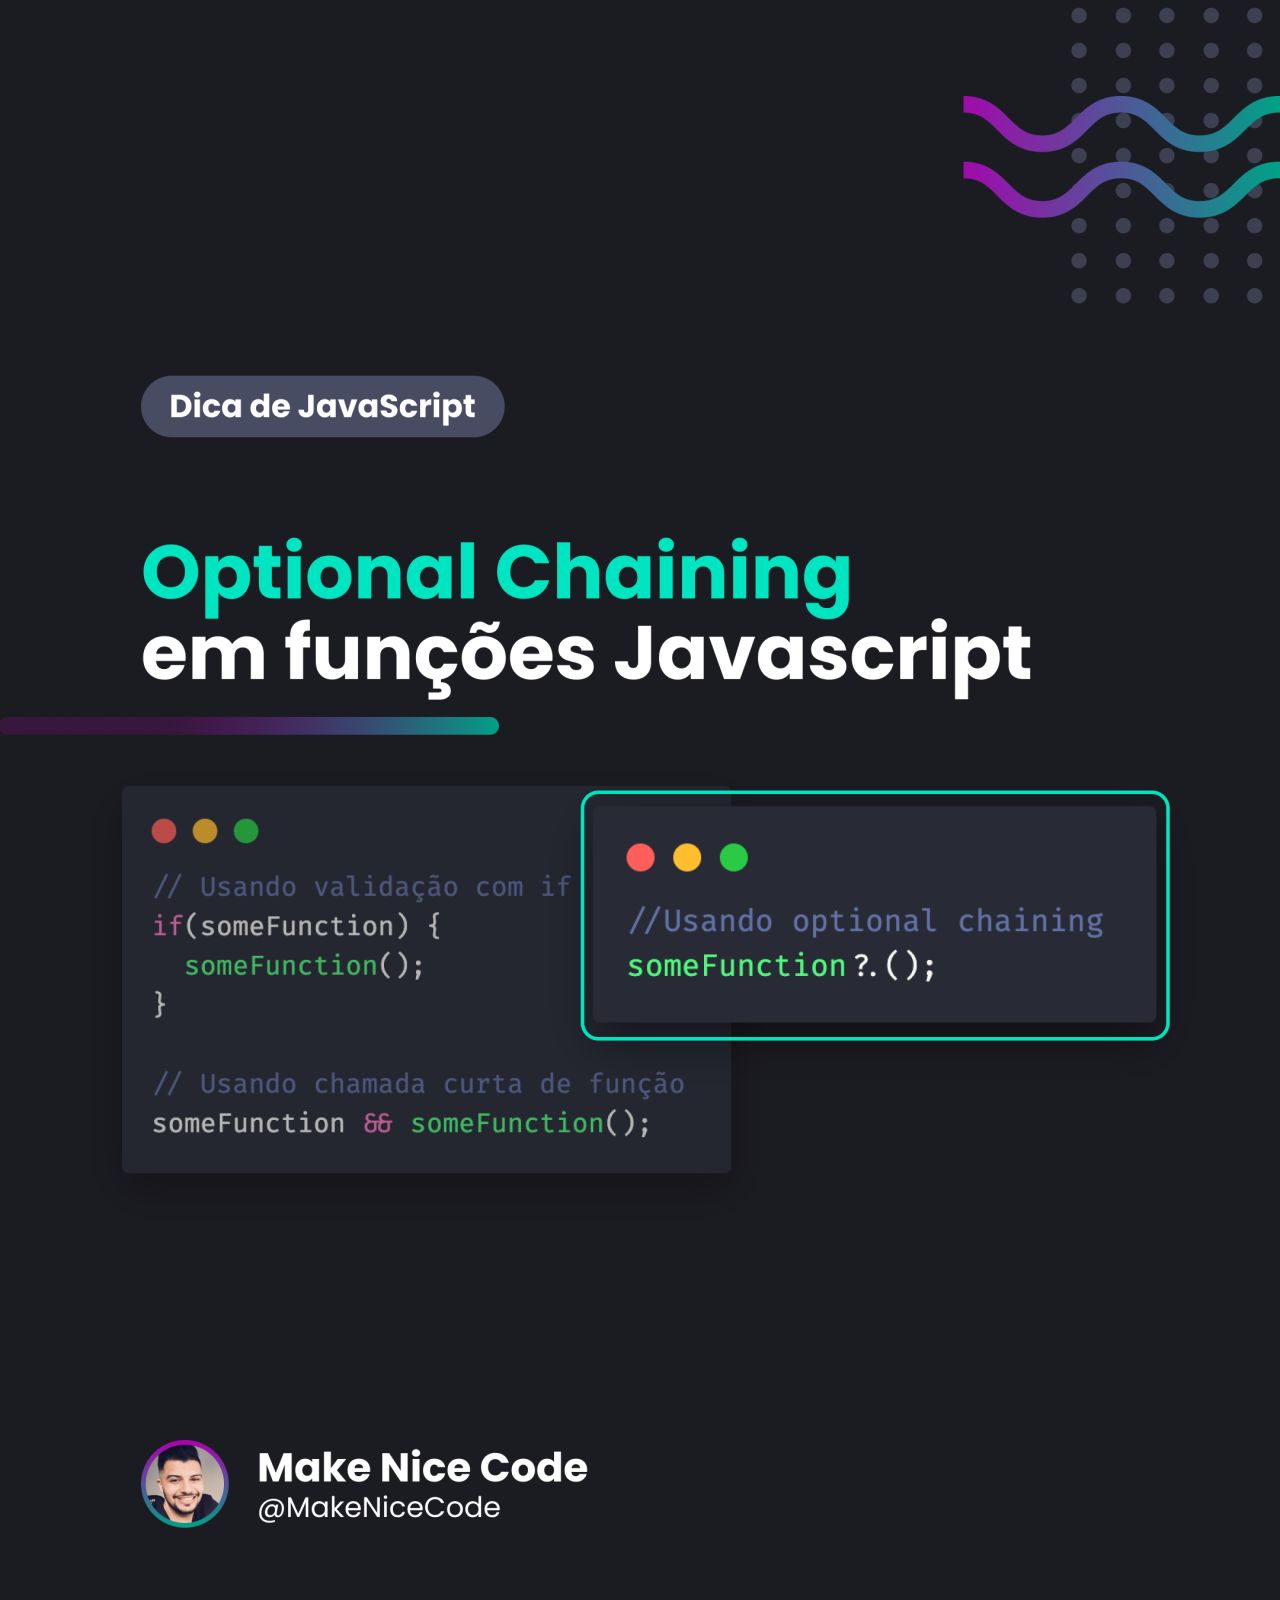 Dica de JavaScript
Optional Chaining
em funções Javascript
// Usando validação com if
if(someFunction) {
  someFunction();
}
// Usando chamada curta de função
someFunction && someFunction();
//Usando optional chaining
someFunction?.();
Make Nice Code
@MakeNiceCode